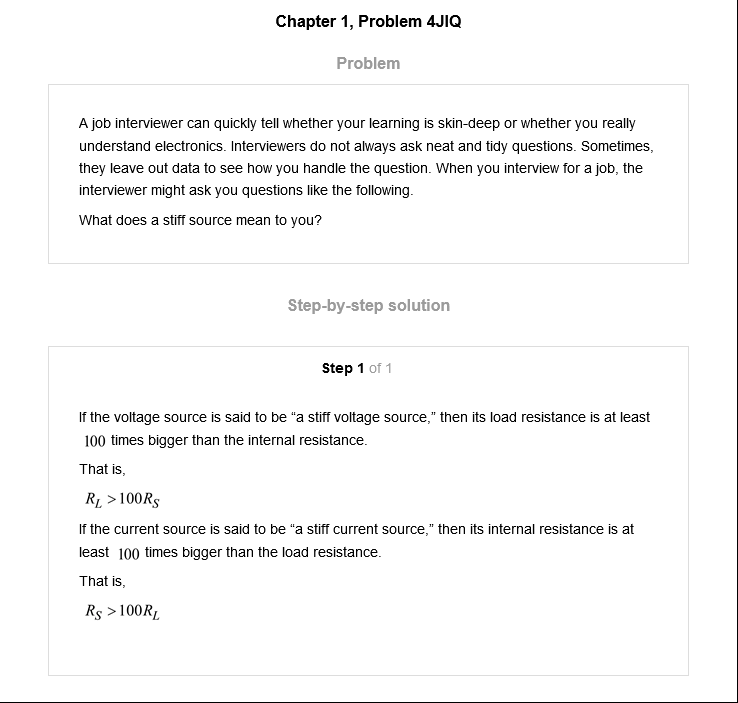 Chapter 1, Problem 4JIQ
Problem
A job interviewer can quickly tell whether your learning is skin-deep or whether you really
understand electronics. Interviewers do not always ask neat and tidy questions. Sometimes,
they leave out data to see how you handle the question. When you interview for a job, the
interviewer might ask you questions like the following.
What does a stiff source mean to you?
Step-by-step solution
Step 1 of 1
If the voltage source is said to be “a stiff voltage source,” then its load resistance is at least
100 times bigger than the internal resistance.
That is,
R_L >100R_S
If the current source is said to be “a stiff current source,” then its internal resistance is at
least 100 times bigger than the load resistance.
That is,
R_S >100R_L